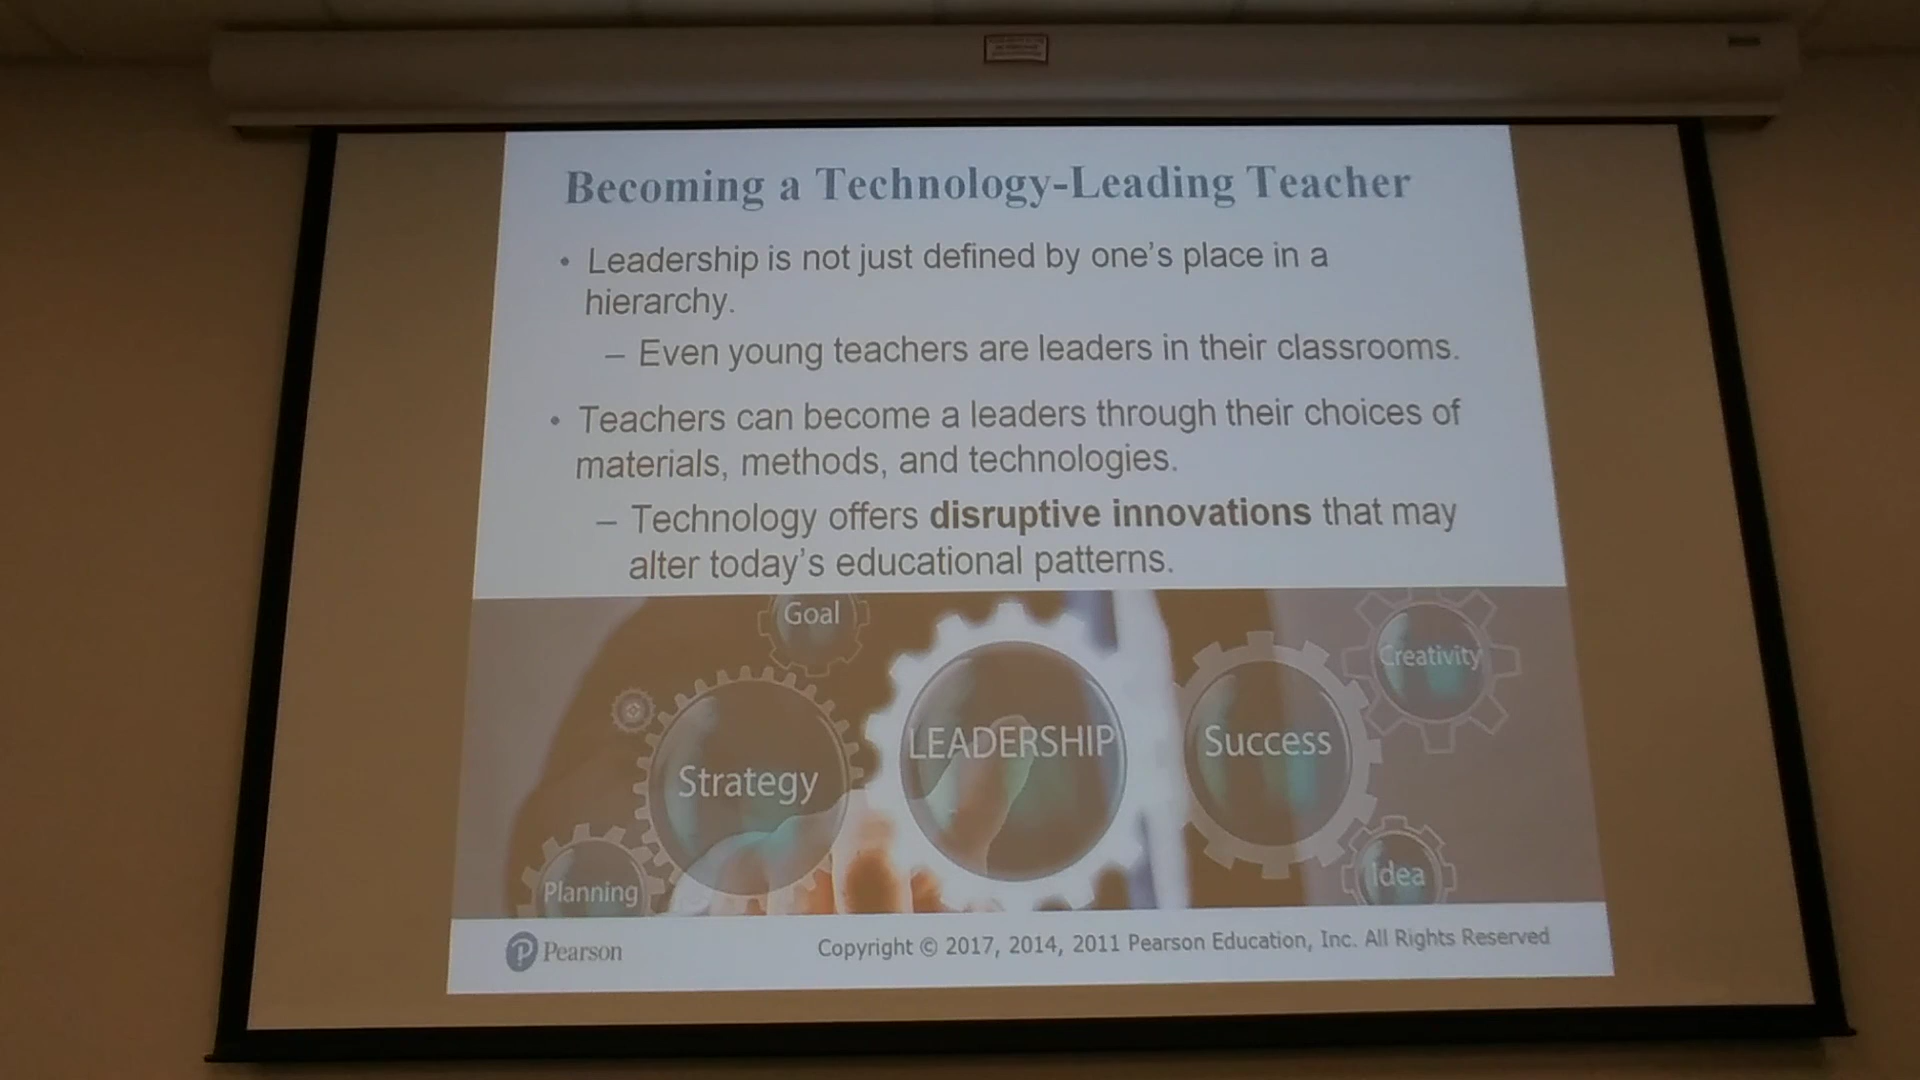 Becoming a Technology-Leading Teacher
• Leadership is not just defined by one's place in a
hierarchy.
– Even young teachers are leaders in their classrooms.
• Teachers can become a leaders through their choices of
materials, methods, and technologies.
– Technology offers disruptive innovations that may
alter today's educational patterns.
Goal
Creativity
LEADERSHIP
Success
Strategy
Idea
Planning
Pearson
Copyright © 2017, 2014, 2011 Pearson Education, Inc. All Rights Reserved